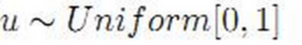 u ∼ Uniform[0, 1]